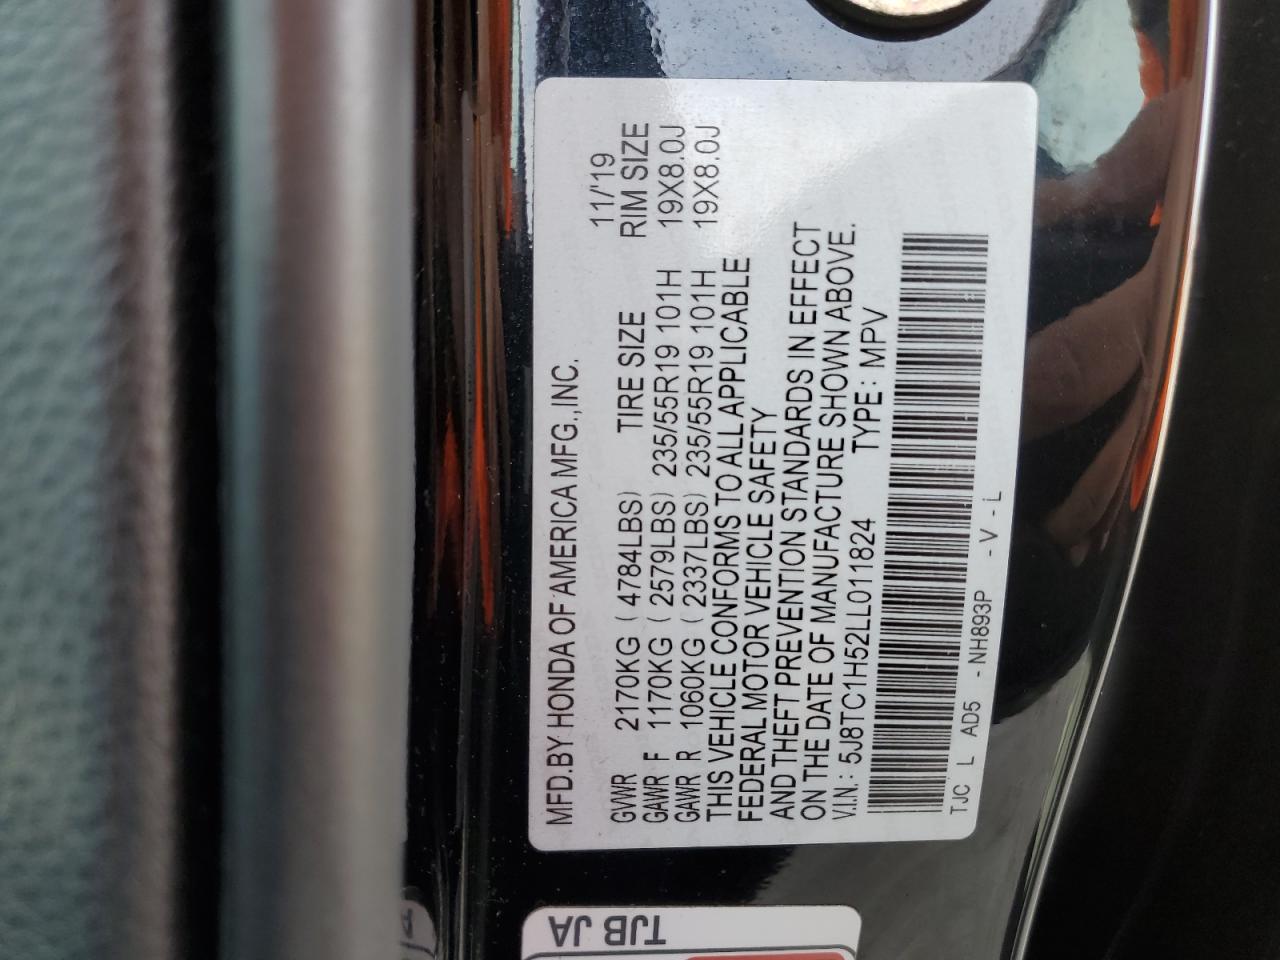 MFD.BY HONDA OF AMERICA MFG.,INC. 11/'19
GVWR 2170KG ( 4784LBS) TIRE SIZE RIM SIZE
GAWR F 1170KG ( 2579LBS) 235/55R19 101H 19X8.0J
GAWR R 1060KG ( 2337LBS) 235/55R19 101H 19X8.0J
THIS VEHICLE CONFORMS TO ALL APPLICABLE
FEDERAL MOTOR VEHICLE SAFETY
AND THEFT PREVENTION STANDARDS IN EFFECT
ON THE DATE OF MANUFACTURE SHOWN ABOVE.
V.I.N.: 5J8TC1H52LL011824 TYPE: MPV
TJC L AD5 - NH893P - V - L
TJB JA